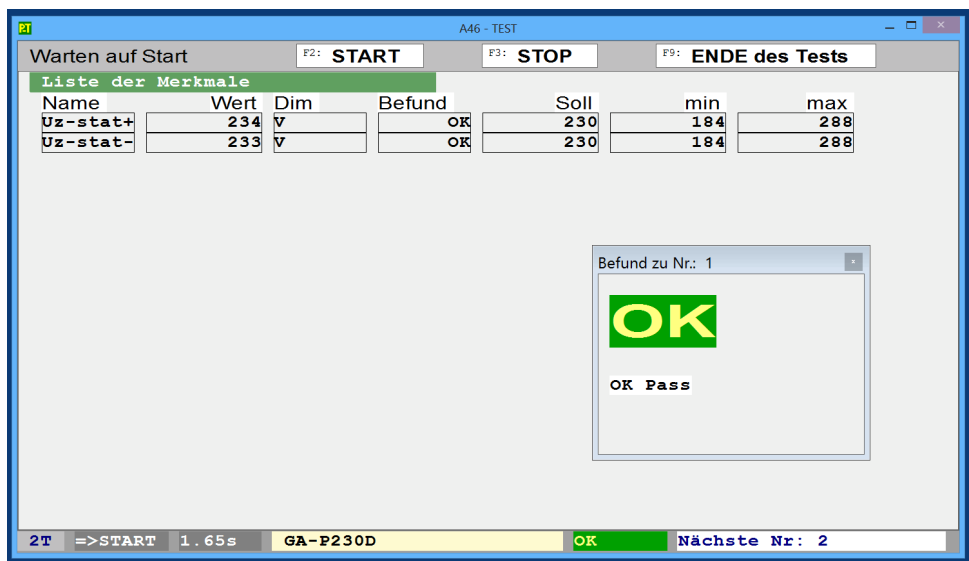 2T A46 - TEST
Warten auf Start F2: START F3: STOP F9: ENDE des Tests
Liste der Merkmale
Name Wert Dim Befund Soll min max
Uz-stat+ 234 V OK 230 184 288
Uz-stat- 233 V OK 230 184 288
Befund zu Nr.: 1
OK
OK Pass
2T =>START 1.65s GA-P230D OK Nächste Nr: 2